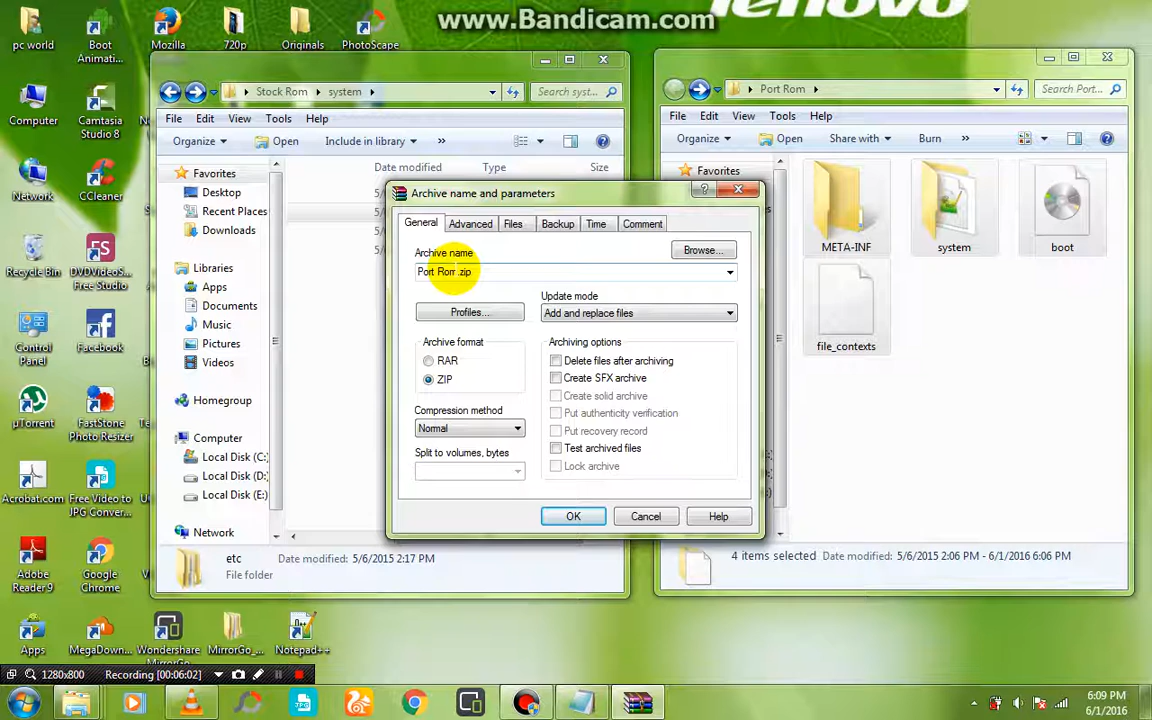 www.Bandicam.com
lenovo
pc world
Boot
Animati...
Mozilla
720p
Originals
PhotoScape
Computer
Camtasia
Studio 8
Network
CCleaner
Recycle Bin
DVDVideoS...
Free Studio
Control
Panel
Facebook
µTorrent
FastStone
Photo Resizer
Acrobat.com
Free Video to
JPG Conver...
Adobe
Reader 9
Google
Chrome
Apps
MegaDown...
Wondershare
MirrorGo
MirrorGo_...
Notepad++
Stock Rom
system
Search syst...
File
Edit
View
Tools
Help
Organize
Open
Include in library
»
Date modified
Type
Size
Favorites
Desktop
Recent Places
Downloads
Libraries
Apps
Documents
Music
Pictures
Videos
Homegroup
Computer
Local Disk (C:
Local Disk (D:
Local Disk (E:)
Network
etc
Date modified: 5/6/2015 2:17 PM
File folder
Port Rom
Search Port...
File
Edit
View
Tools
Help
Organize
Open
Share with
Burn
»
Favorites
META-INF
system
boot
file_contexts
4 items selected
Date modified: 5/6/2015 2:06 PM - 6/1/2016 6:06 PM
Archive name and parameters
General
Advanced
Files
Backup
Time
Comment
Archive name
Browse...
Port Rom.zip
Profiles...
Update mode
Add and replace files
Archive format
RAR
ZIP
Archiving options
Delete files after archiving
Create SFX archive
Create solid archive
Put authenticity verification
Put recovery record
Test archived files
Lock archive
Compression method
Normal
Split to volumes, bytes
OK
Cancel
Help
1280x800
Recording [00:06:02]
6:09 PM
6/1/2016